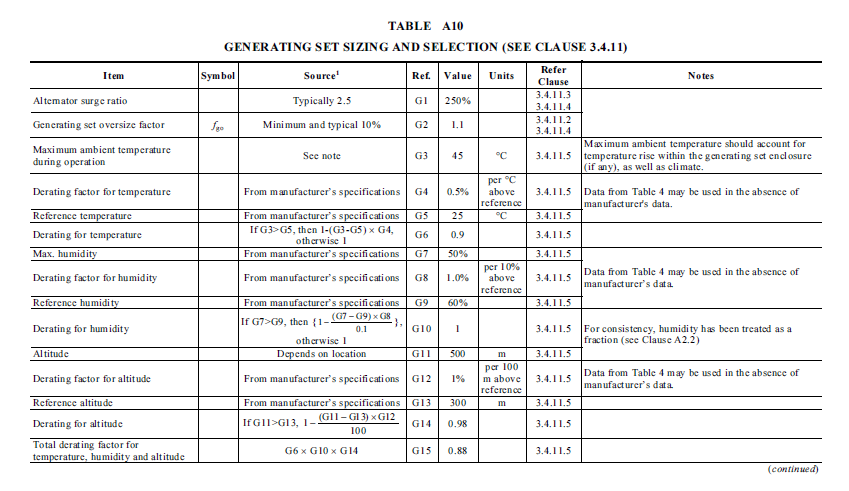 TABLE A10
GENERATING SET SIZING AND SELECTION (SEE CLAUSE 3.4.11)
Item Symbol Source¹ Ref. Value Units Refer Clause Notes
Alternator surge ratio Typically 2.5 G1 250% 3.4.11.3 3.4.11.4
Generating set oversize factor fgo Minimum and typical 10% G2 1.1 3.4.11.2 3.4.11.4
Maximum ambient temperature during operation See note G3 45 °C 3.4.11.5 Maximum ambient temperature should account for temperature rise within the generating set enclosure (if any), as well as climate.
Derating factor for temperature From manufacturer's specifications G4 0.5% per °C above reference 3.4.11.5 Data from Table 4 may be used in the absence of manufacturer's data.
Reference temperature From manufacturer's specifications G5 25 °C 3.4.11.5
Derating for temperature If G3>G5, then 1-(G3-G5) × G4, otherwise 1 G6 0.9 3.4.11.5
Max. humidity From manufacturer's specifications G7 50% 3.4.11.5
Derating factor for humidity From manufacturer's specifications G8 1.0% per 10% above reference 3.4.11.5 Data from Table 4 may be used in the absence of manufacturer's data.
Reference humidity From manufacturer's specifications G9 60% 3.4.11.5
Derating for humidity If G7>G9, then {1−(G7−G9)×G8/0.1}, otherwise 1 G10 1 3.4.11.5 For consistency, humidity has been treated as a fraction (see Clause A2.2)
Altitude Depends on location G11 500 m 3.4.11.5
Derating factor for altitude From manufacturer's specifications G12 1% per 100 m above reference 3.4.11.5 Data from Table 4 may be used in the absence of manufacturer's data.
Reference altitude From manufacturer's specifications G13 300 m 3.4.11.5
Derating for altitude If G11>G13, 1−(G11−G13)×G12/100 G14 0.98 3.4.11.5
Total derating factor for temperature, humidity and altitude G6 × G10 × G14 G15 0.88 3.4.11.5
(continued)